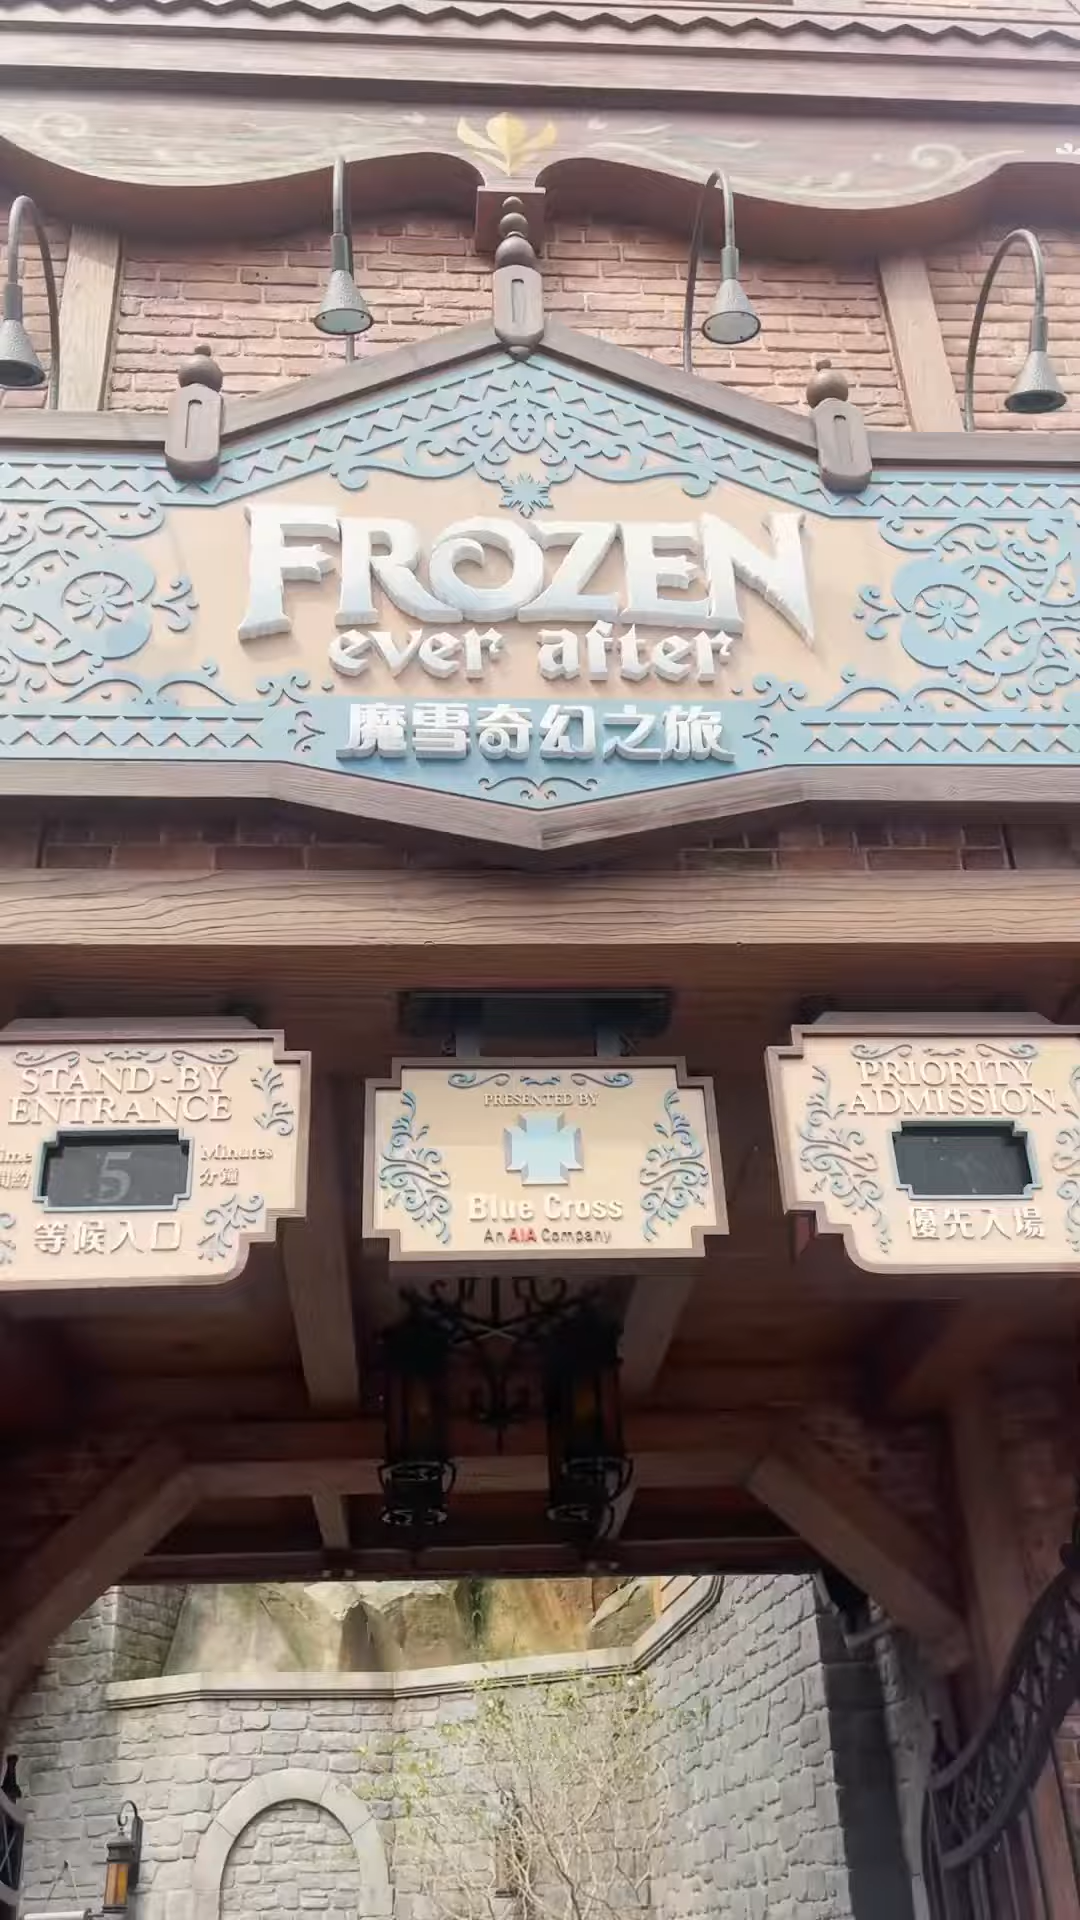 FROZEN
ever after
魔雪奇幻之旅
STAND-BY
ENTRANCE
5
Minutes
分鐘
等候入口
PRESENTED BY
Blue Cross
An AIA Company
PRIORITY
ADMISSION
優先入場